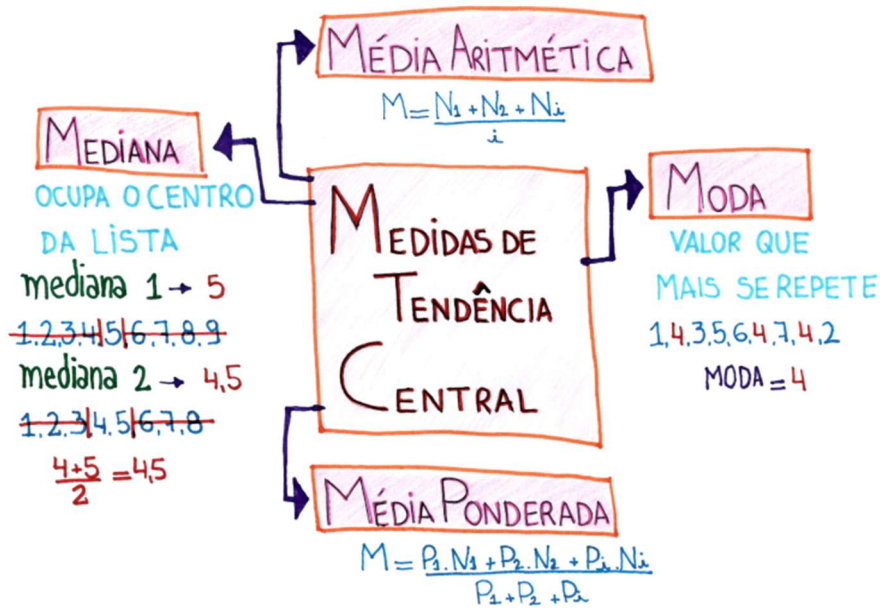 MÉDIA ARITMÉTICA
M = N₁ + N₂ + Nᵢ / i
MEDIANA
OCUPA O CENTRO
DA LISTA
mediana 1 → 5
1.2.3.4|5|6.7.8.9
mediana 2 → 4,5
1.2.3|4.5|6.7.8
4+5 / 2 = 4,5
MEDIDAS DE
TENDÊNCIA
CENTRAL
MODA
VALOR QUE
MAIS SE REPETE
1,4,3,5,6,4,7,4,2
MODA = 4
MÉDIA PONDERADA
M = P₁.N₁ + P₂.N₂ + Pᵢ.Nᵢ / P₁ + P₂ + Pᵢ